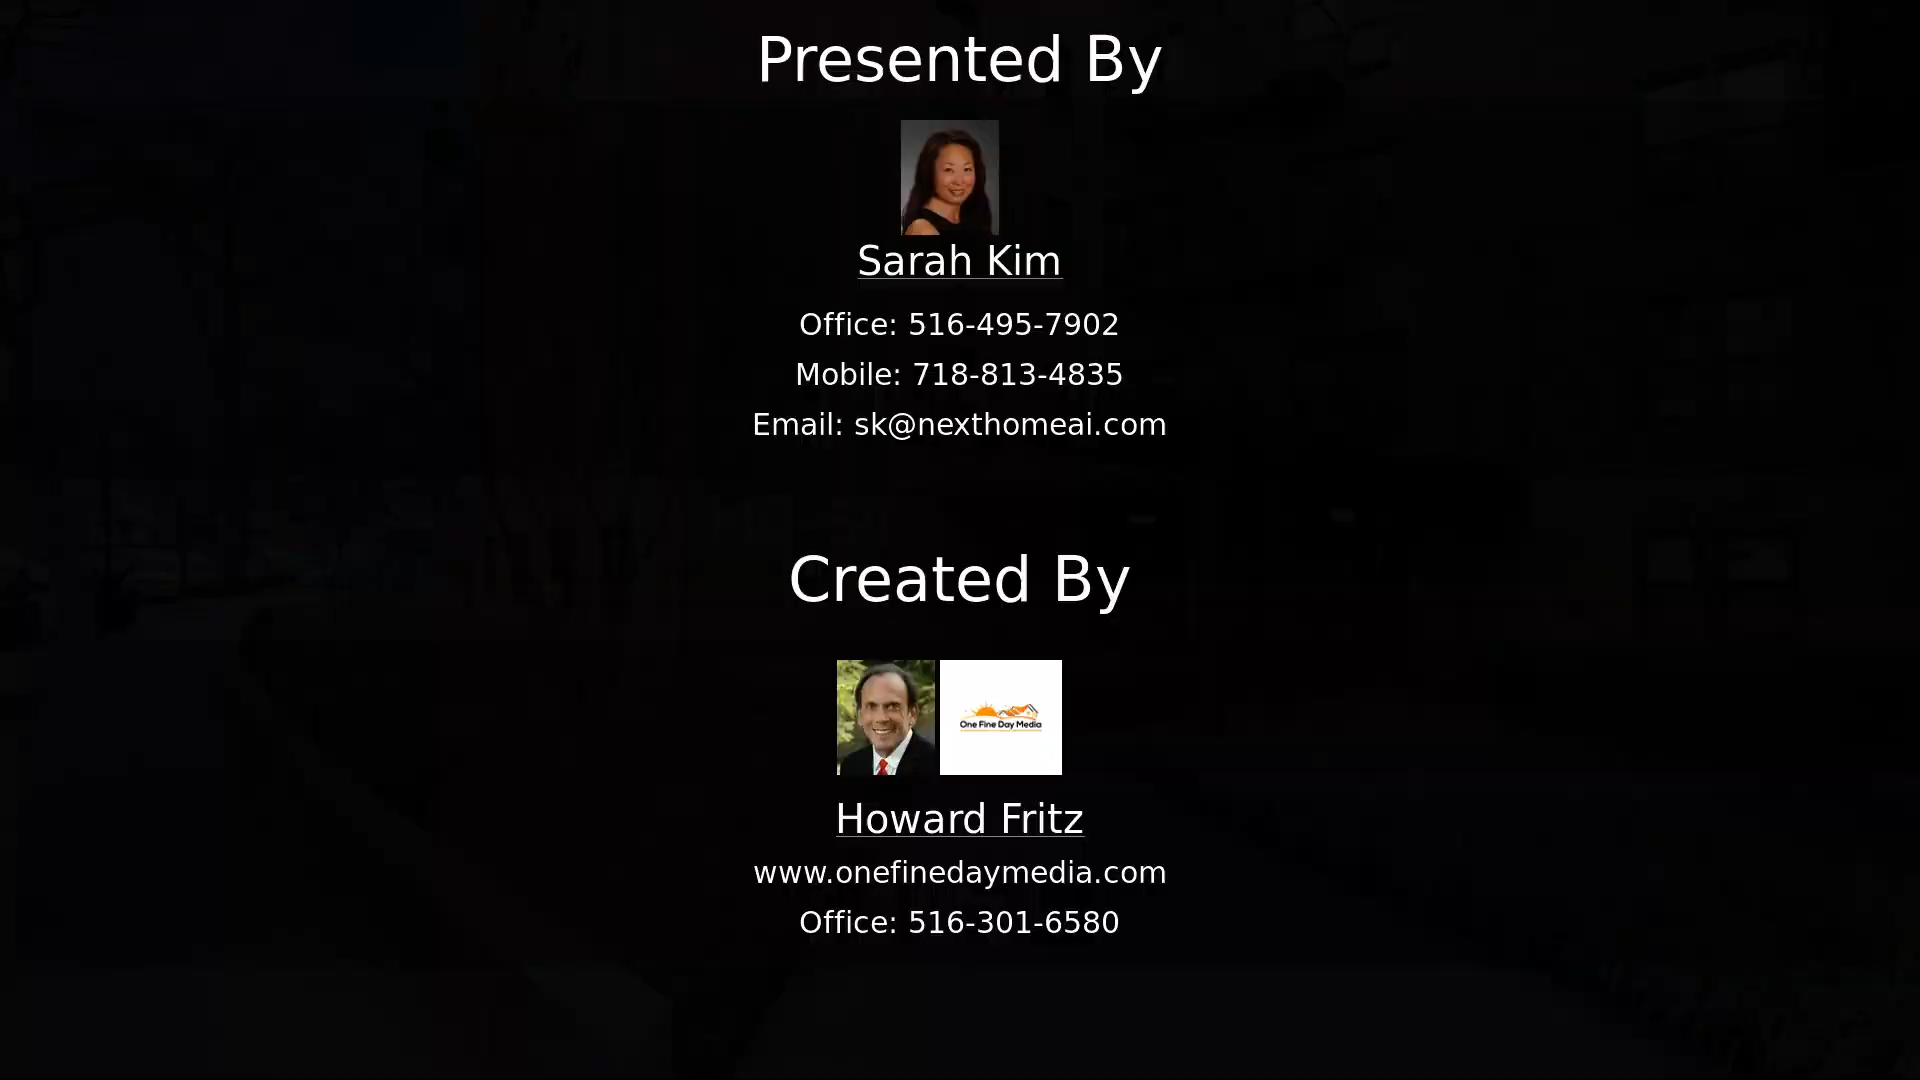 Presented By
Sarah Kim
Office: 516-495-7902
Mobile: 718-813-4835
Email: sk@nexthomeai.com
Created By
One Fine Day Media
Howard Fritz
www.onefinedaymedia.com
Office: 516-301-6580